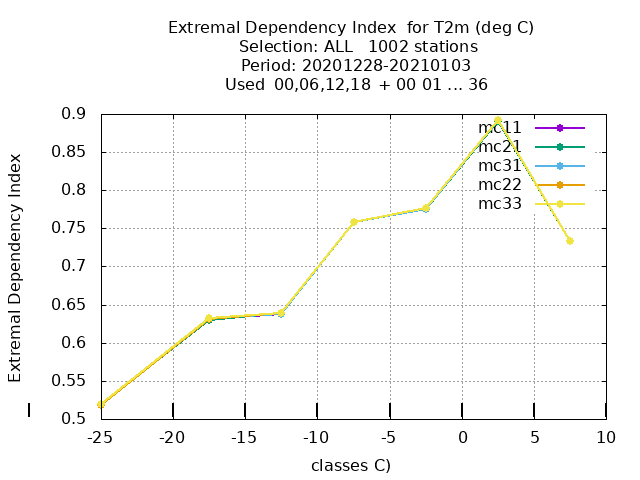 Extremal Dependency Index for T2m (deg C)
Selection: ALL 1002 stations
Period: 20201228-20210103
Used 00,06,12,18 + 00 01 ... 36
Extremal Dependency Index
0.9
0.85
0.8
0.75
0.7
0.65
0.6
0.55
0.5
mc11
mc21
mc31
mc22
mc33
-25 -20 -15 -10 -5 0 5 10
classes C)